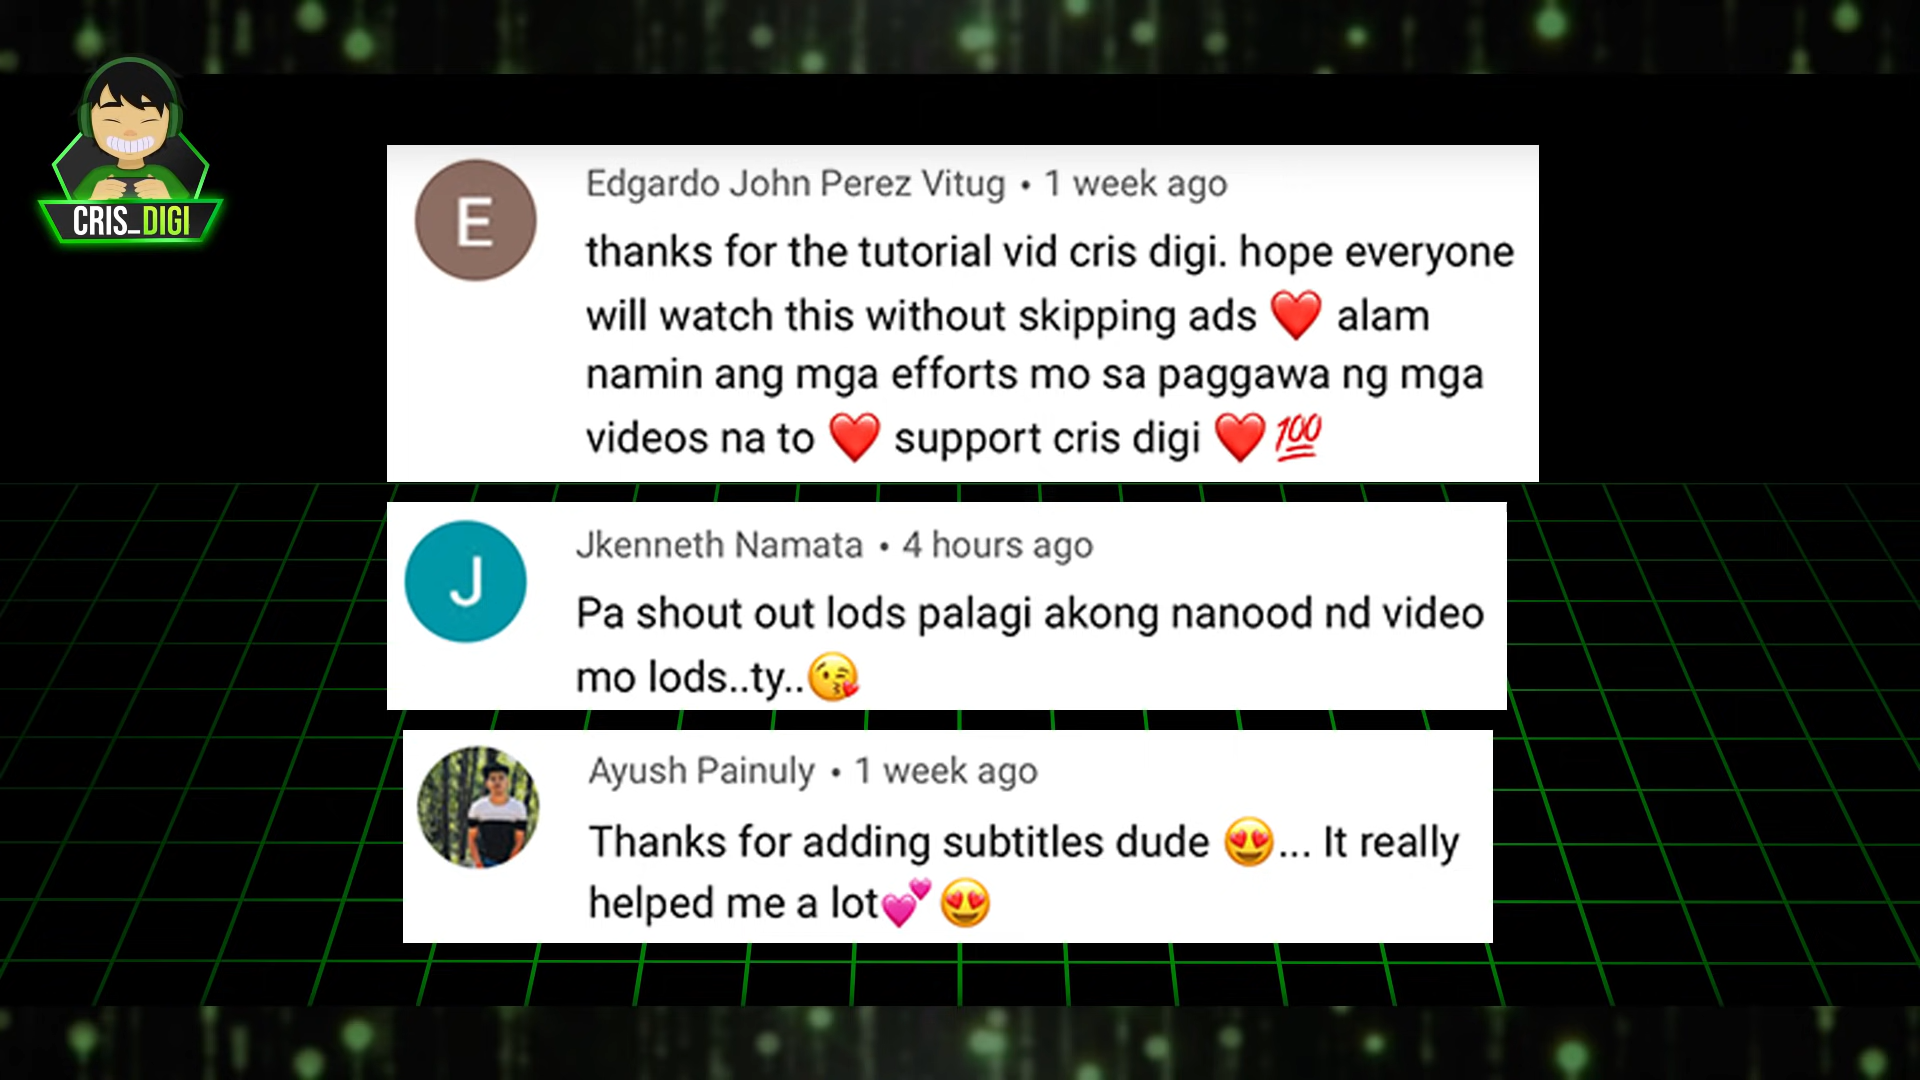 CRIS_DIGI
E
Edgardo John Perez Vitug • 1 week ago
thanks for the tutorial vid cris digi. hope everyone
will watch this without skipping ads ❤️ alam
namin ang mga efforts mo sa paggawa ng mga
videos na to ❤️ support cris digi ❤️💯
J
Jkenneth Namata • 4 hours ago
Pa shout out lods palagi akong nanood nd video
mo lods..ty..😘
Ayush Painuly • 1 week ago
Thanks for adding subtitles dude 😍... It really
helped me a lot💕😍